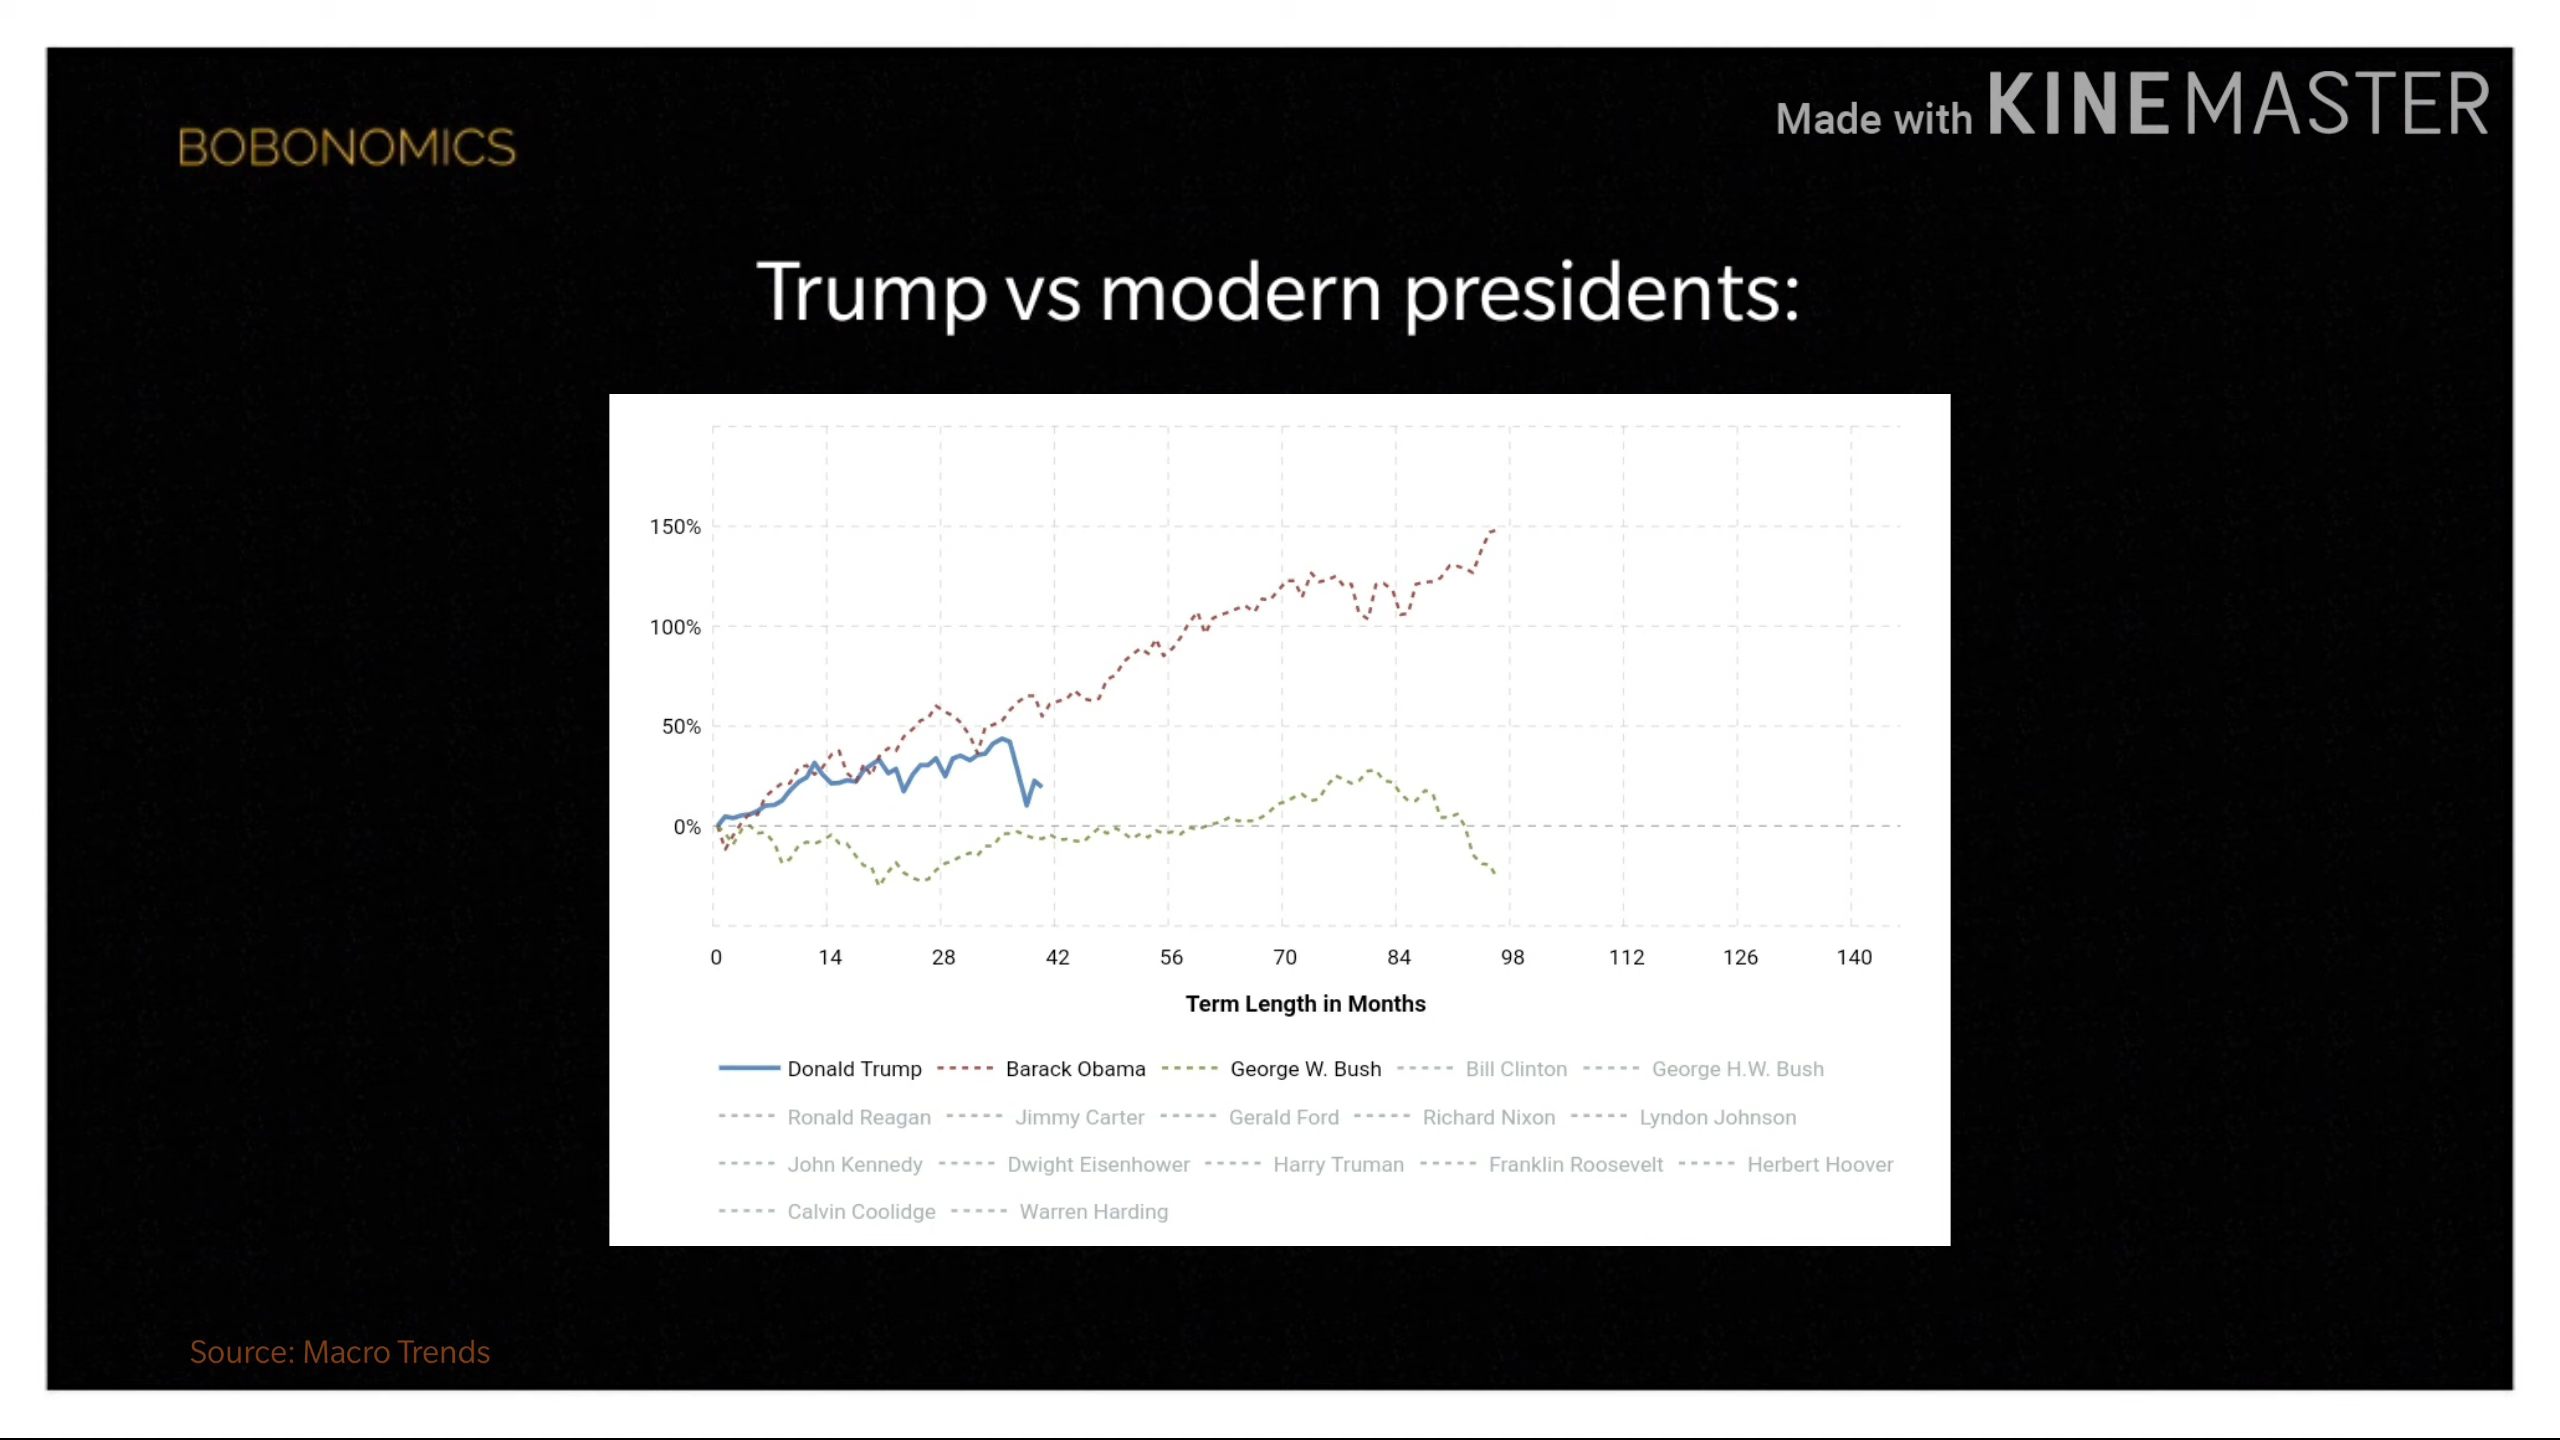 BOBONOMICS
Made with KINEMASTER
Trump vs modern presidents:
150%
100%
50%
0%
0 14 28 42 56 70 84 98 112 126 140
Term Length in Months
Donald Trump Barack Obama George W. Bush Bill Clinton George H.W. Bush
Ronald Reagan Jimmy Carter Gerald Ford Richard Nixon Lyndon Johnson
John Kennedy Dwight Eisenhower Harry Truman Franklin Roosevelt Herbert Hoover
Calvin Coolidge Warren Harding
Source: Macro Trends